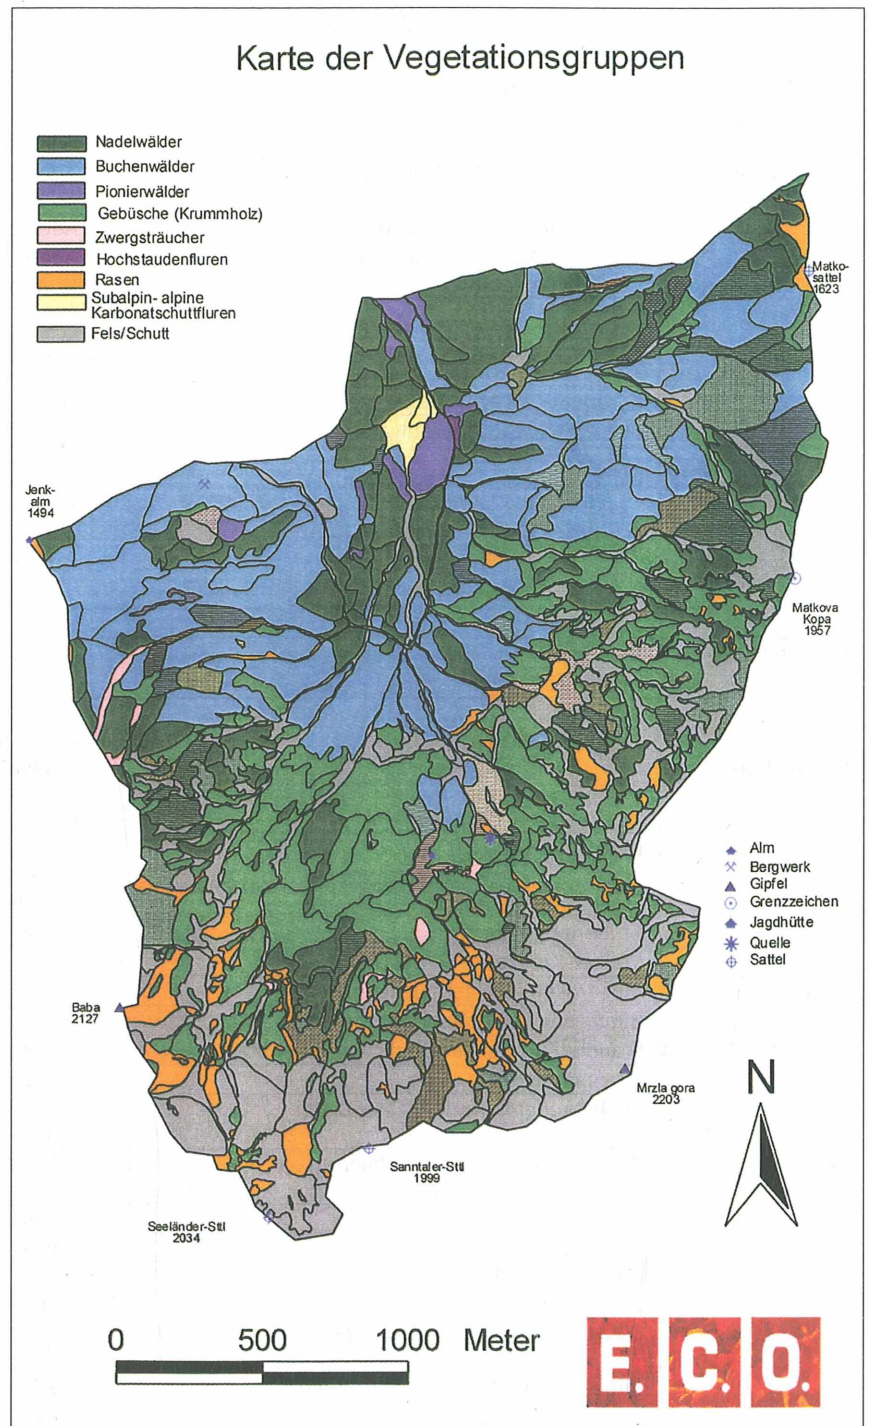 Karte der Vegetationsgruppen
Nadelwälder
Buchenwälder
Pionierwälder
Gebüsche (Krummholz)
Zwergsträucher
Hochstaudenfluren
Rasen
Subalpin- alpine
Karbonatschuttfluren
Fels/Schutt
Matko-
sattel
1623
Jenk-
alm
1494
Matkova
Kopa
1957
Alm
Bergwerk
Gipfel
Grenzzeichen
Jagdhütte
Quelle
Sattel
Baba
2127
Mrzla gora
2203
N
Sanntaler-Sttl
1999
Seeländer-Sttl
2034
0 500 1000 Meter
E. C. O.